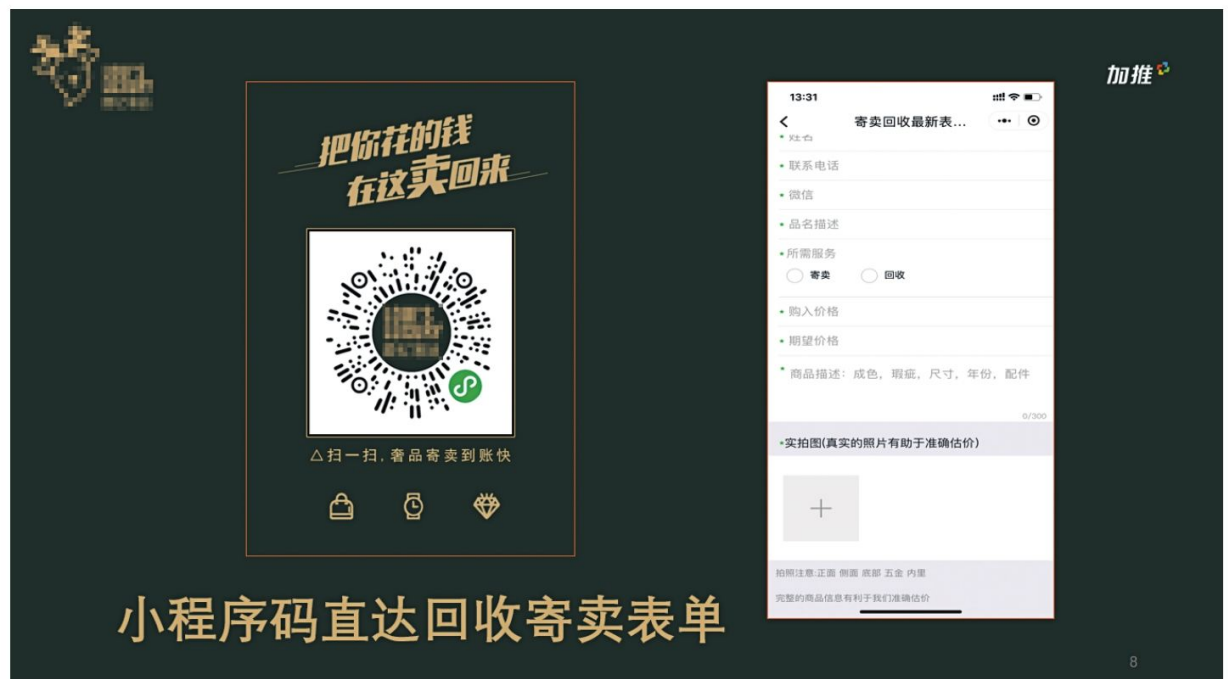 加推
把你花的钱
在这卖回来
△扫一扫,奢品寄卖到账快
小程序码直达回收寄卖表单
13:31
寄卖回收最新表...
姓名
联系电话
微信
品名描述
所需服务
寄卖 回收
购入价格
期望价格
商品描述：成色，瑕疵，尺寸，年份，配件
0/300
实拍图(真实的照片有助于准确估价)
拍照注意:正面 侧面 底部 五金 内里
完整的商品信息有利于我们准确估价
8